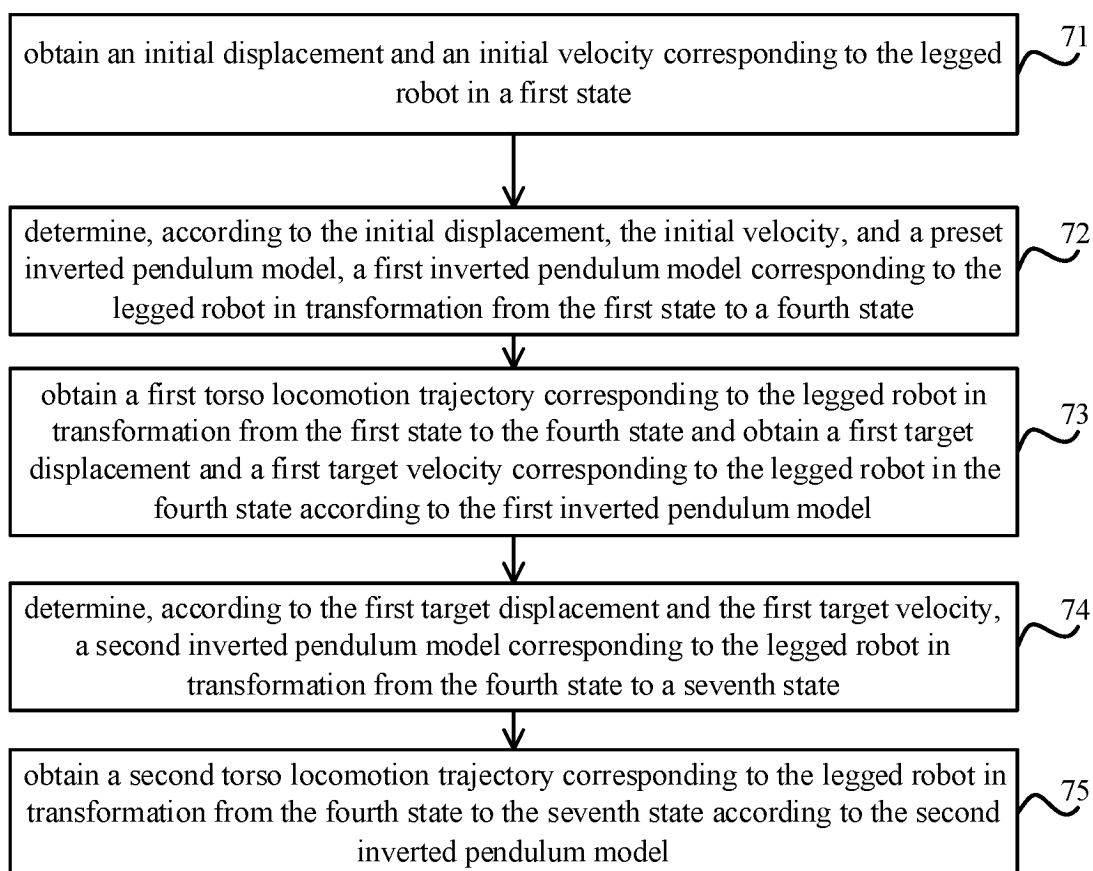 obtain an initial displacement and an initial velocity corresponding to the legged
robot in a first state
71
determine, according to the initial displacement, the initial velocity, and a preset
inverted pendulum model, a first inverted pendulum model corresponding to the
legged robot in transformation from the first state to a fourth state
72
obtain a first torso locomotion trajectory corresponding to the legged robot in
transformation from the first state to the fourth state and obtain a first target
displacement and a first target velocity corresponding to the legged robot in the
fourth state according to the first inverted pendulum model
73
determine, according to the first target displacement and the first target velocity,
a second inverted pendulum model corresponding to the legged robot in
transformation from the fourth state to a seventh state
74
obtain a second torso locomotion trajectory corresponding to the legged robot in
transformation from the fourth state to the seventh state according to the second
inverted pendulum model
75